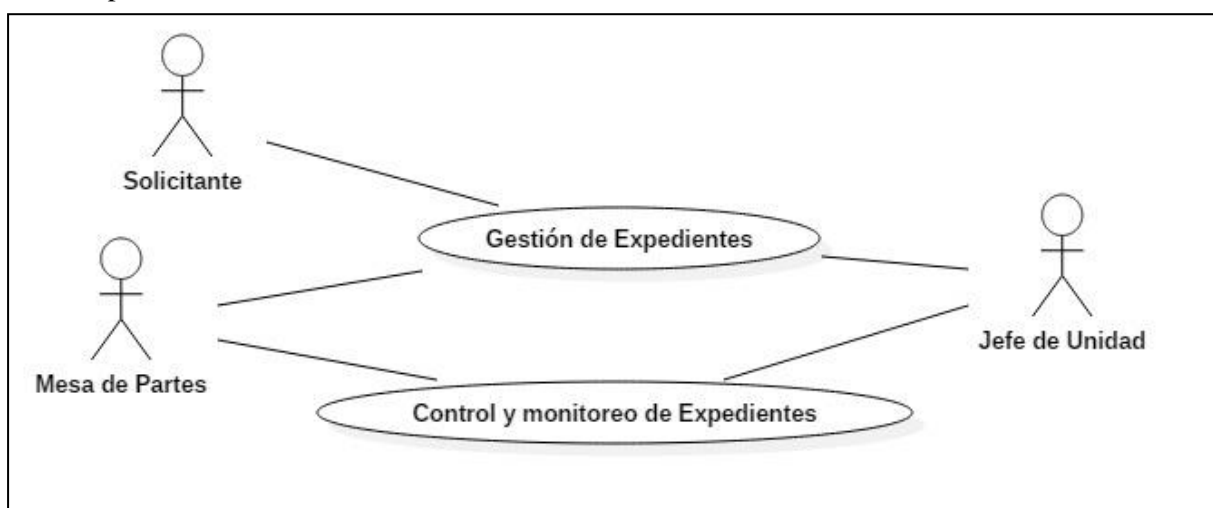 Solicitante
Gestión de Expedientes
Mesa de Partes
Jefe de Unidad
Control y monitoreo de Expedientes